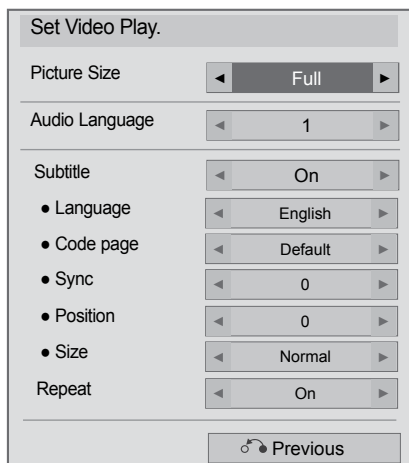 Set Video Play.
Picture Size ◄ Full ►
Audio Language ◄ 1 ►
Subtitle ◄ On ►
● Language ◄ English ►
● Code page ◄ Default ►
● Sync ◄ 0 ►
● Position ◄ 0 ►
● Size ◄ Normal ►
Repeat ◄ On ►
Previous